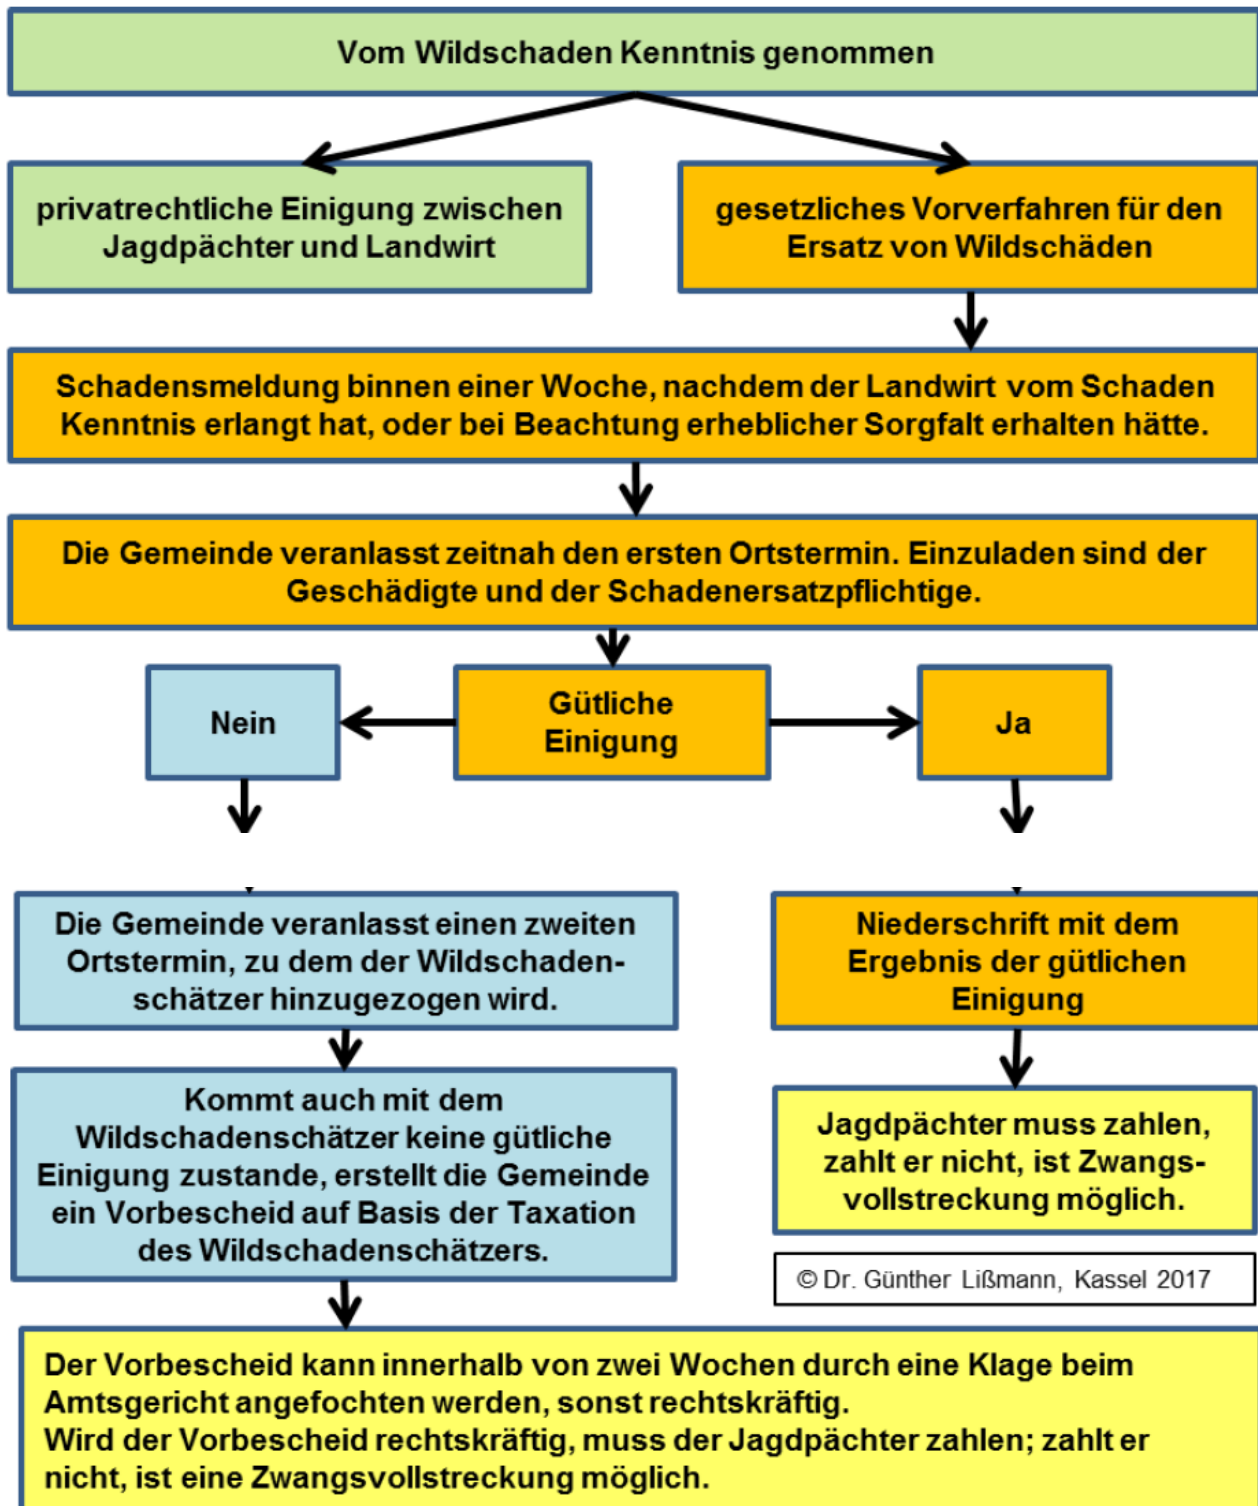 Vom Wildschaden Kenntnis genommen
privatrechtliche Einigung zwischen
Jagdpächter und Landwirt
gesetzliches Vorverfahren für den
Ersatz von Wildschäden
Schadensmeldung binnen einer Woche, nachdem der Landwirt vom Schaden
Kenntnis erlangt hat, oder bei Beachtung erheblicher Sorgfalt erhalten hätte.
Die Gemeinde veranlasst zeitnah den ersten Ortstermin. Einzuladen sind der
Geschädigte und der Schadenersatzpflichtige.
Nein
Gütliche
Einigung
Ja
Die Gemeinde veranlasst einen zweiten
Ortstermin, zu dem der Wildschaden-
schätzer hinzugezogen wird.
Niederschrift mit dem
Ergebnis der gütlichen
Einigung
Kommt auch mit dem
Wildschadenschätzer keine gütliche
Einigung zustande, erstellt die Gemeinde
ein Vorbescheid auf Basis der Taxation
des Wildschadenschätzers.
Jagdpächter muss zahlen,
zahlt er nicht, ist Zwangs-
vollstreckung möglich.
© Dr. Günther Lißmann, Kassel 2017
Der Vorbescheid kann innerhalb von zwei Wochen durch eine Klage beim
Amtsgericht angefochten werden, sonst rechtskräftig.
Wird der Vorbescheid rechtskräftig, muss der Jagdpächter zahlen; zahlt er
nicht, ist eine Zwangsvollstreckung möglich.